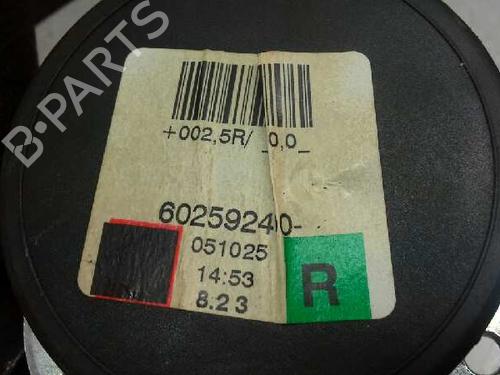 B-PARTS
+002,5R/ _0,0_
60259240-
051025
14:53
8.23
R